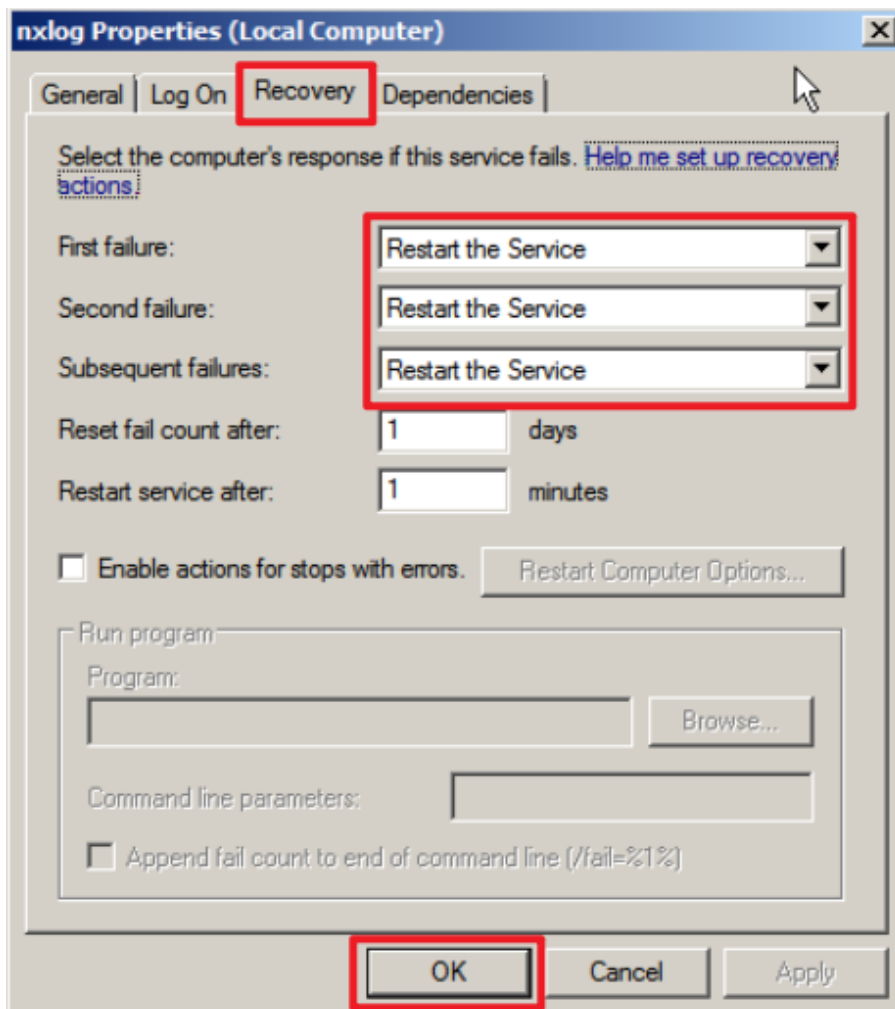 nxlog Properties (Local Computer)
General Log On Recovery Dependencies
Select the computer's response if this service fails. Help me set up recovery
actions.
First failure: Restart the Service
Second failure: Restart the Service
Subsequent failures: Restart the Service
Reset fail count after: 1 days
Restart service after: 1 minutes
Enable actions for stops with errors. Restart Computer Options...
Run program
Program:
Browse...
Command line parameters:
Append fail count to end of command line (/fail=%1%)
OK Cancel Apply